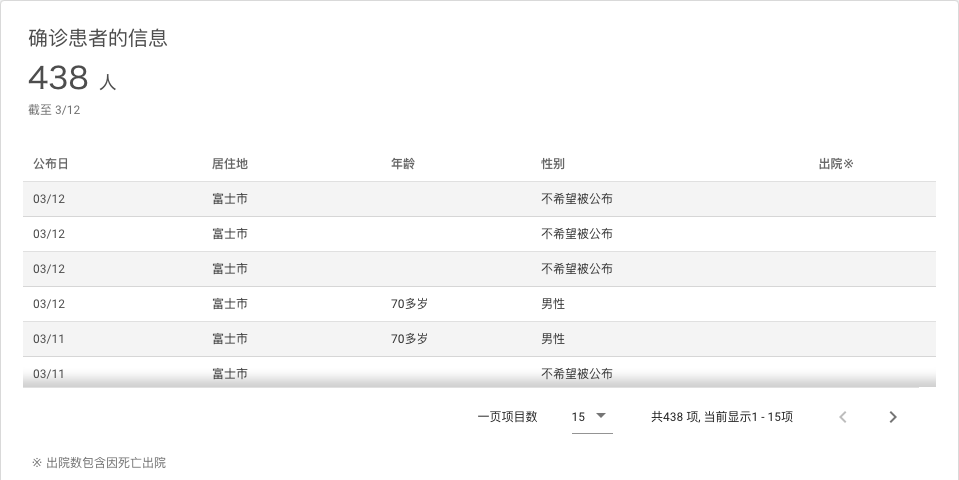 确诊患者的信息
438 人
截至 3/12
公布日 居住地 年龄 性别 出院※
03/12 富士市 不希望被公布
03/12 富士市 不希望被公布
03/12 富士市 不希望被公布
03/12 富士市 70多岁 男性
03/11 富士市 70多岁 男性
03/11 富士市 不希望被公布
一页项目数 15 共438 项, 当前显示1 - 15项
※ 出院数包含因死亡出院